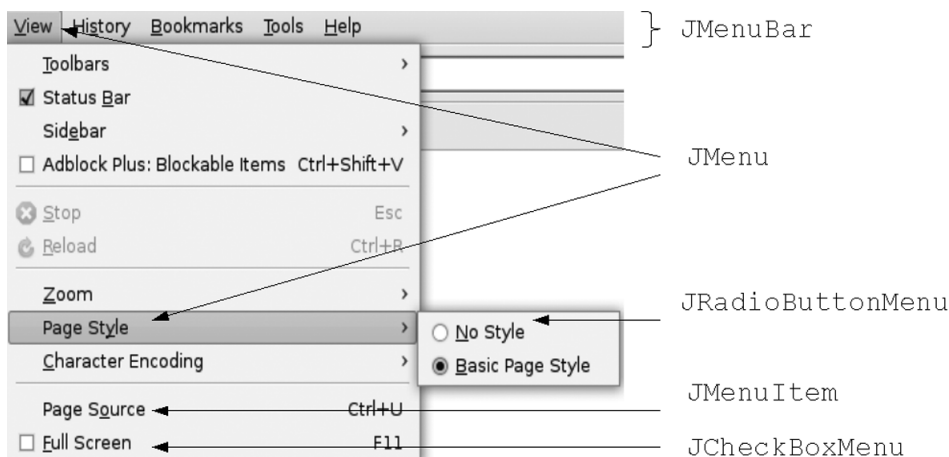 View History Bookmarks Tools Help
JMenuBar
Toolbars
Status Bar
Sidebar
Adblock Plus: Blockable Items Ctrl+Shift+V
JMenu
Stop Esc
Reload Ctrl+R
Zoom
JRadioButtonMenu
Page Style
No Style
Character Encoding
Basic Page Style
JMenuItem
Page Source Ctrl+U
Full Screen F11
JCheckBoxMenu